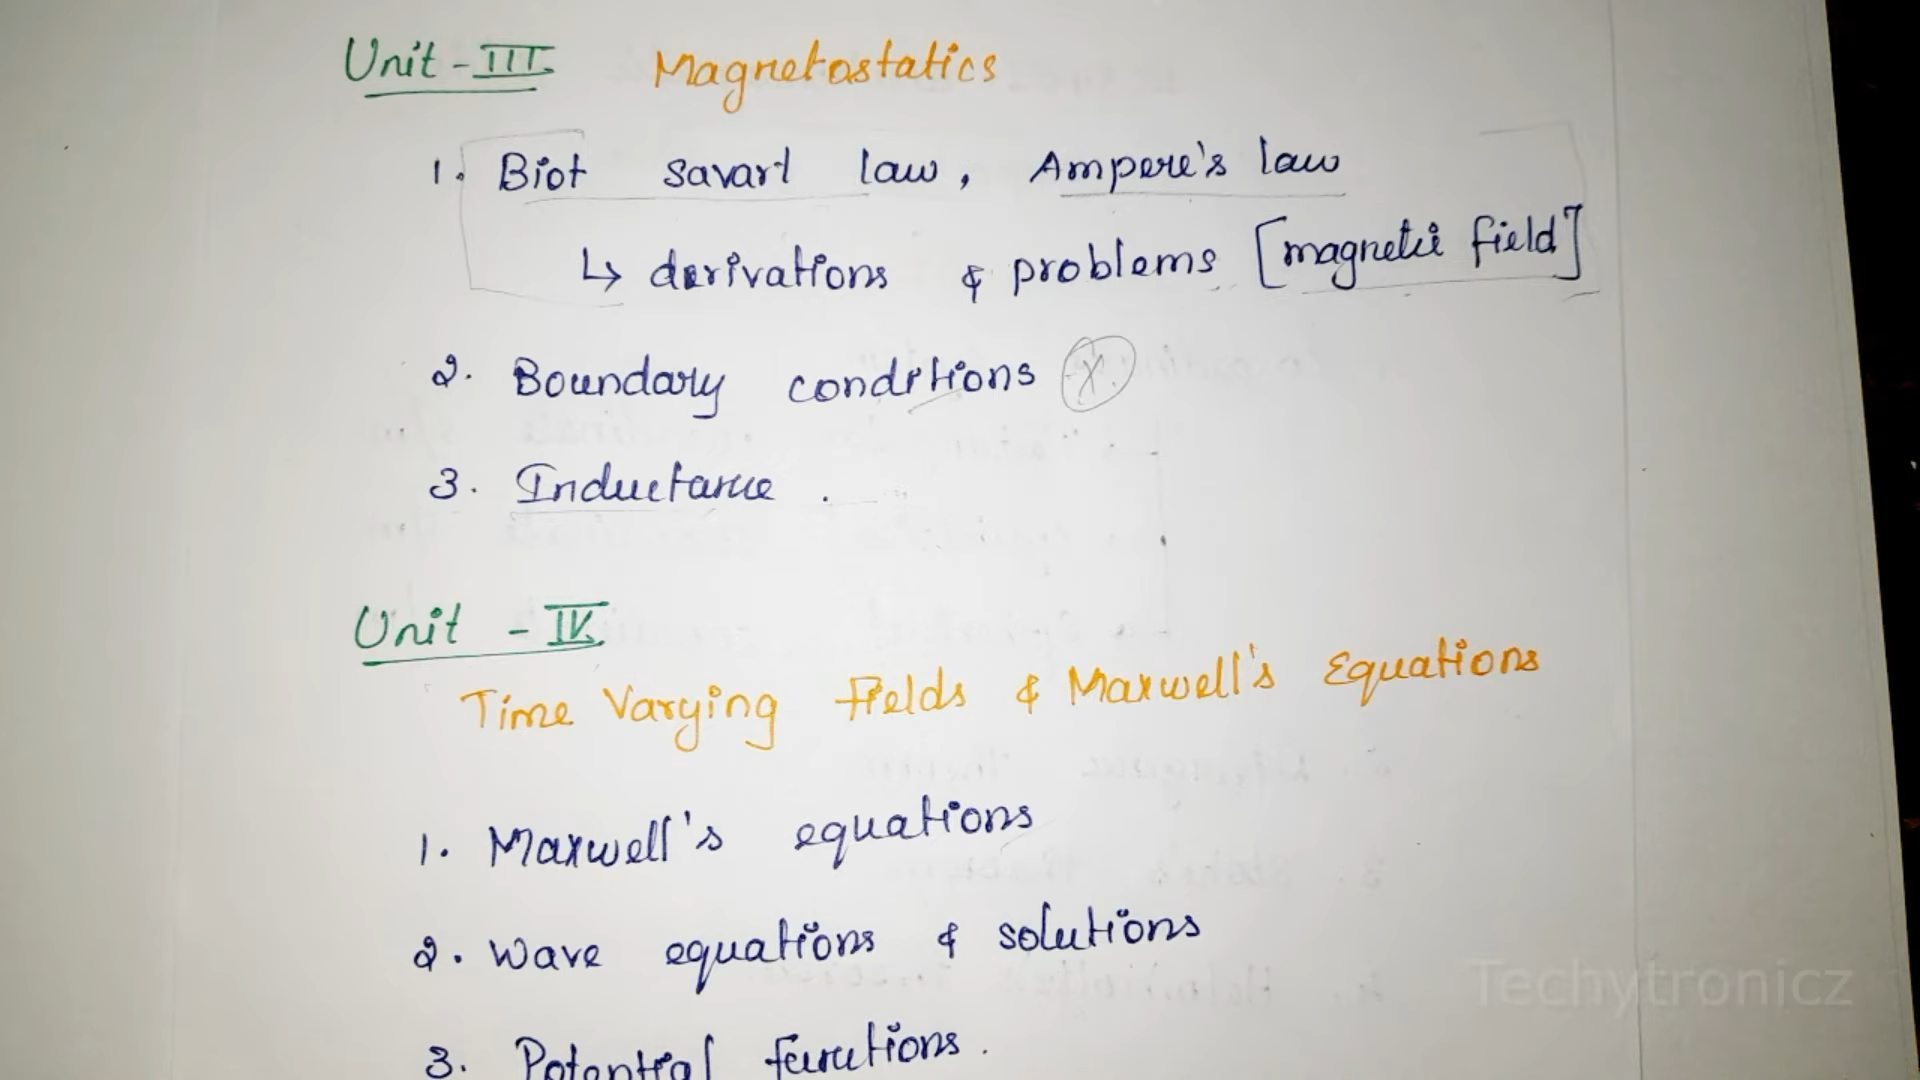 Unit - III Magnetostatics
1. Biot savart law, Ampere's law
↳ derivations & problems [magnetic field]
2. Boundary conditions X
3. Inductance.
Unit - IV
Time Varying Fields & Maxwell's Equations
1. Maxwell's equations
2. Wave equations & solutions
3. Potential functions.
Techytronicz